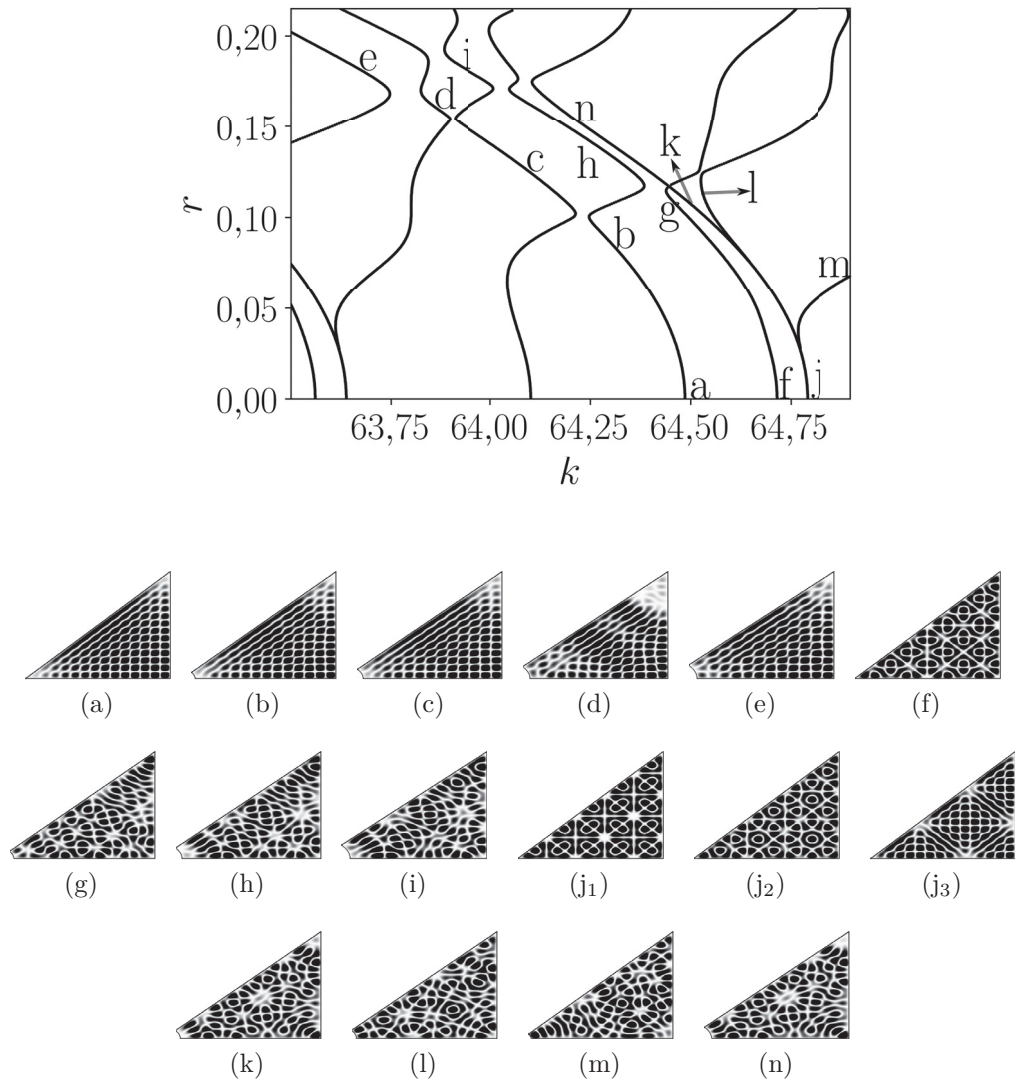 0,20
0,15
0,10
0,05
0,00
r
e
i
d
n
k
c
h
l
g
b
m
a
f
j
63,75 64,00 64,25 64,50 64,75
k
(a) (b) (c) (d) (e) (f)
(g) (h) (i) (j1) (j2) (j3)
(k) (l) (m) (n)